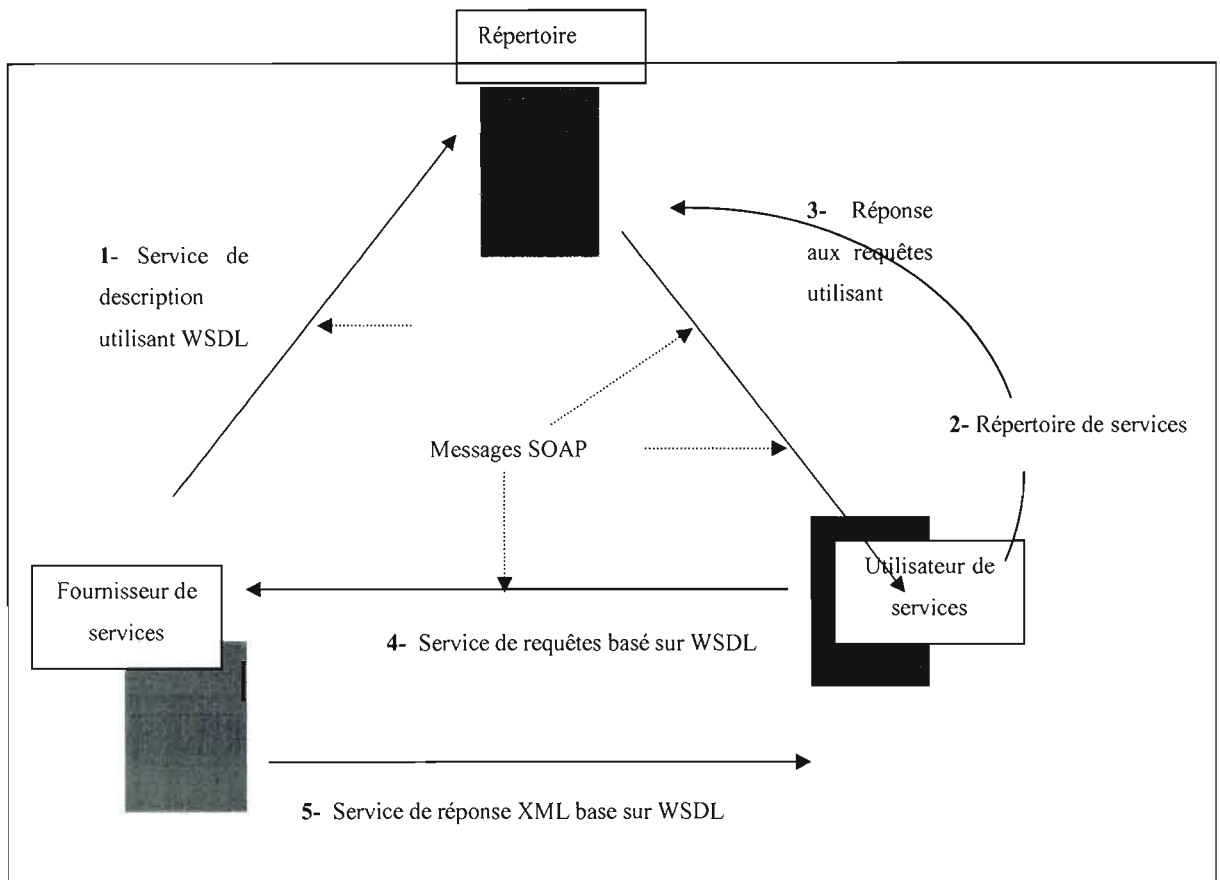 Répertoire
1- Service de
description
utilisant WSDL
3- Réponse
aux requêtes
utilisant
2- Répertoire de services
Messages SOAP
Fournisseur de
services
Utilisateur de
services
4- Service de requêtes basé sur WSDL
5- Service de réponse XML base sur WSDL